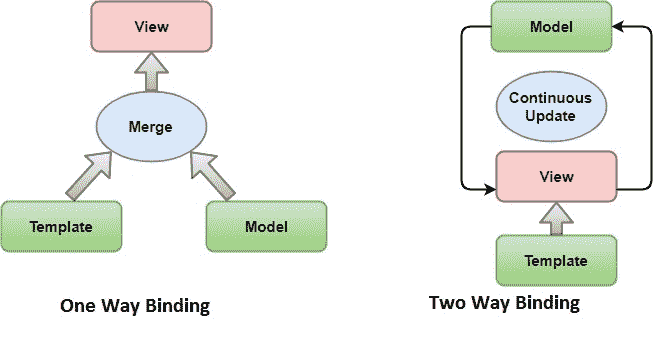 View
Merge
Template
Model
One Way Binding
Model
Continuous
Update
View
Template
Two Way Binding